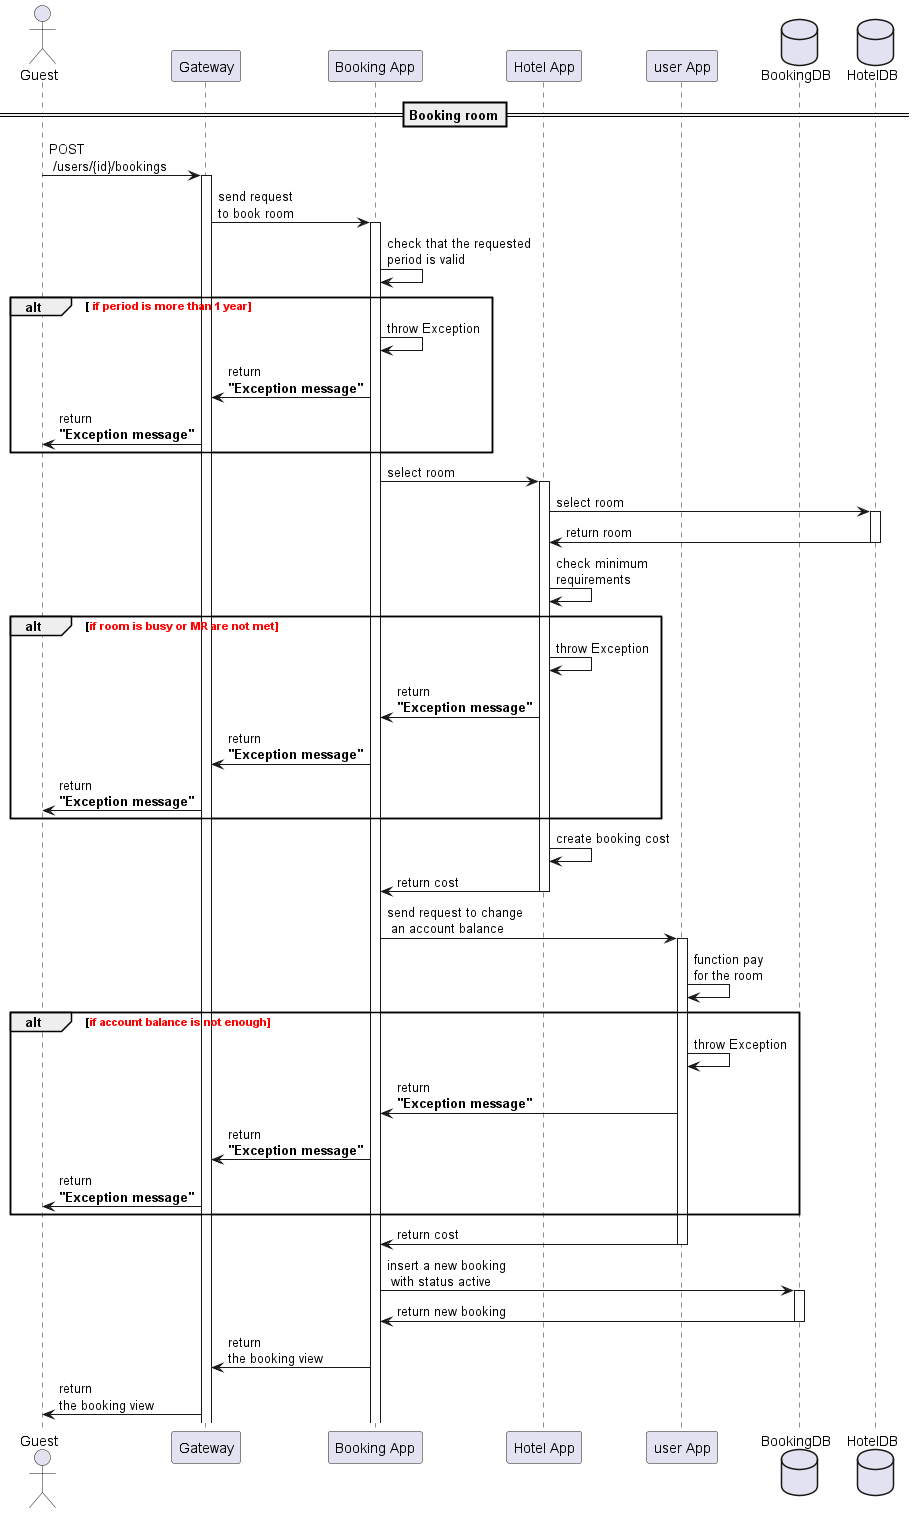 Guest
Gateway
Booking App
Hotel App
user App
BookingDB
HotelDB
Booking room
POST
/users/{id}/bookings
send request
to book room
check that the requested
period is valid
alt
[ if period is more than 1 year]
throw Exception
return
"Exception message"
return
"Exception message"
select room
select room
return room
check minimum
requirements
alt
[if room is busy or MR are not met]
throw Exception
return
"Exception message"
return
"Exception message"
return
"Exception message"
create booking cost
return cost
send request to change
an account balance
function pay
for the room
alt
[if account balance is not enough]
throw Exception
return
"Exception message"
return
"Exception message"
return
"Exception message"
return cost
insert a new booking
with status active
return new booking
return
the booking view
return
the booking view
Guest
Gateway
Booking App
Hotel App
user App
BookingDB
HotelDB